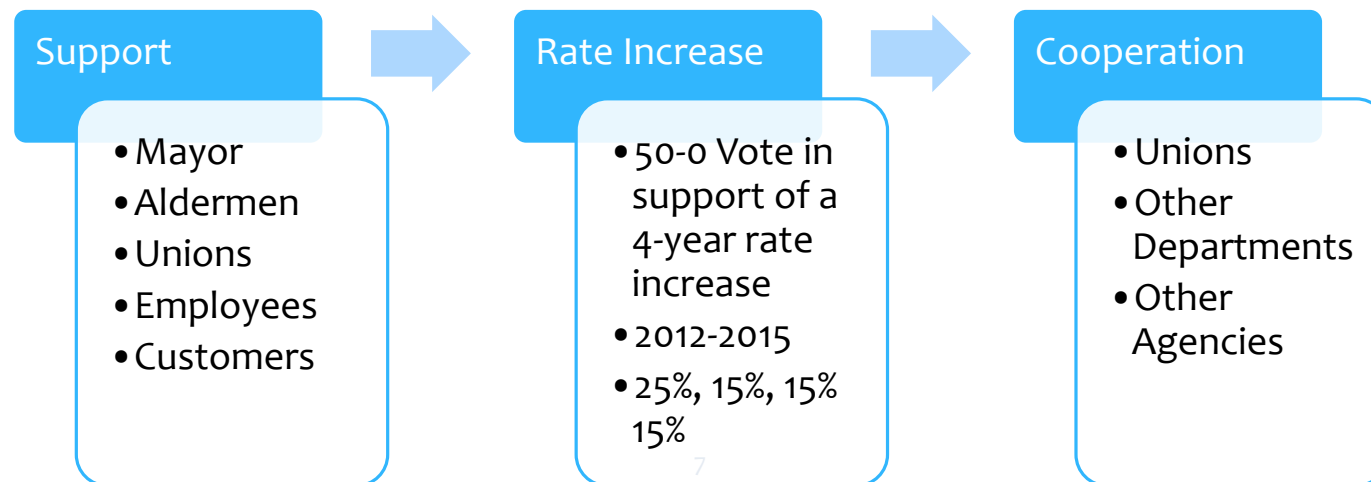 Support
•Mayor
•Aldermen
•Unions
•Employees
•Customers
Rate Increase
•50-0 Vote in
support of a
4-year rate
increase
•2012-2015
•25%, 15%, 15%
15%
Cooperation
•Unions
•Other
Departments
•Other
Agencies
7